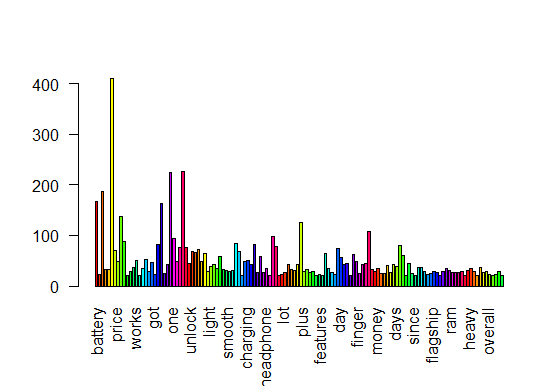 400
300
200
100
0
battery
price
works
got
one
unlock
light
smooth
charging
headphone
lot
plus
features
day
finger
money
days
since
flagship
ram
heavy
overall